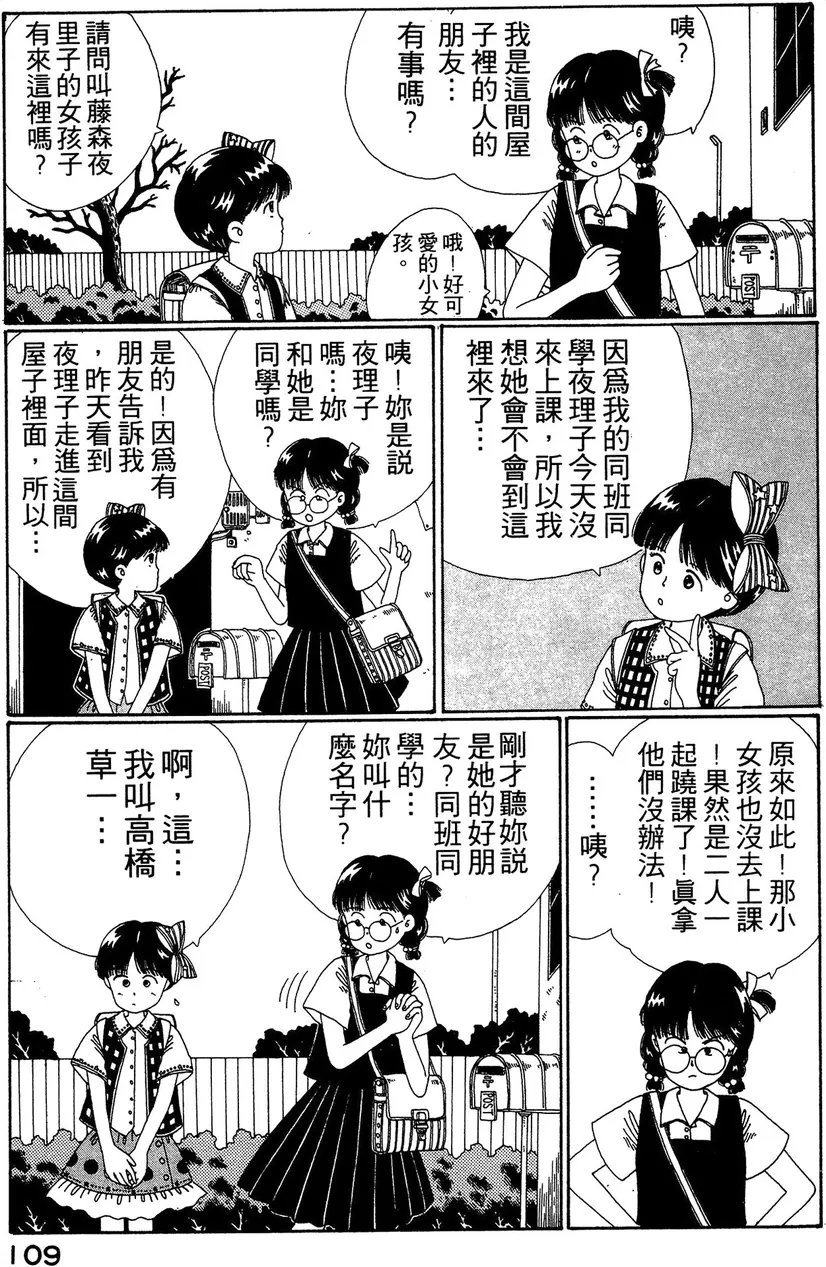 咦?
我是這間屋
子裡的人的
朋友…
有事嗎?
請問叫藤森夜
里子的女孩子
有來這裡嗎?
哦!好可
愛的小女
孩。
因爲我的同班同
學夜理子今天沒
來上課,所以我
想她會不會到這
裡來了…
咦!妳是說
夜理子
嗎…妳
和她是
同學嗎?
是的!因爲有
朋友告訴我
,昨天看到
夜理子走進這間
屋子裡面,所以…
POST
原來如此!那小
女孩也沒去上課
!果然是二人一
起蹺課了!眞拿
他們沒辦法!
……咦?
剛才聽妳說
是她的好朋
友?同班同
學的…
妳叫什
麼名字?
啊,這…
我叫高橋
草一…
POST
109